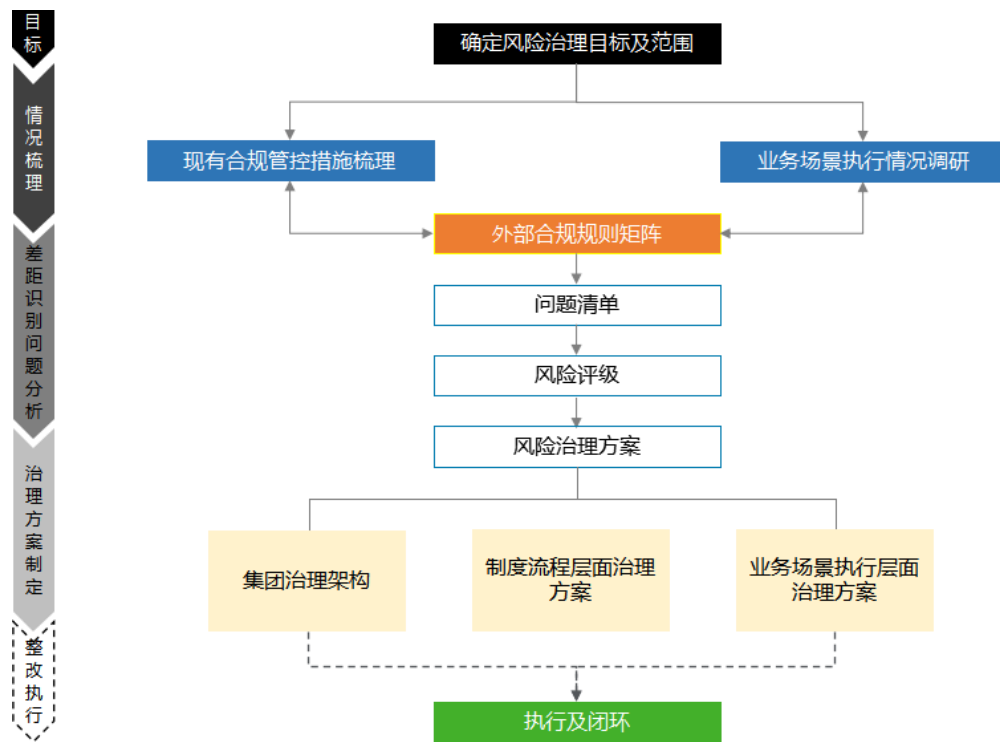 目
标
情
况
梳
理
差
距
识
别
问
题
分
析
治
理
方
案
制
定
整
改
执
行
确定风险治理目标及范围
现有合规管控措施梳理
业务场景执行情况调研
外部合规规则矩阵
问题清单
风险评级
风险治理方案
集团治理架构
制度流程层面治理
方案
业务场景执行层面
治理方案
执行及闭环